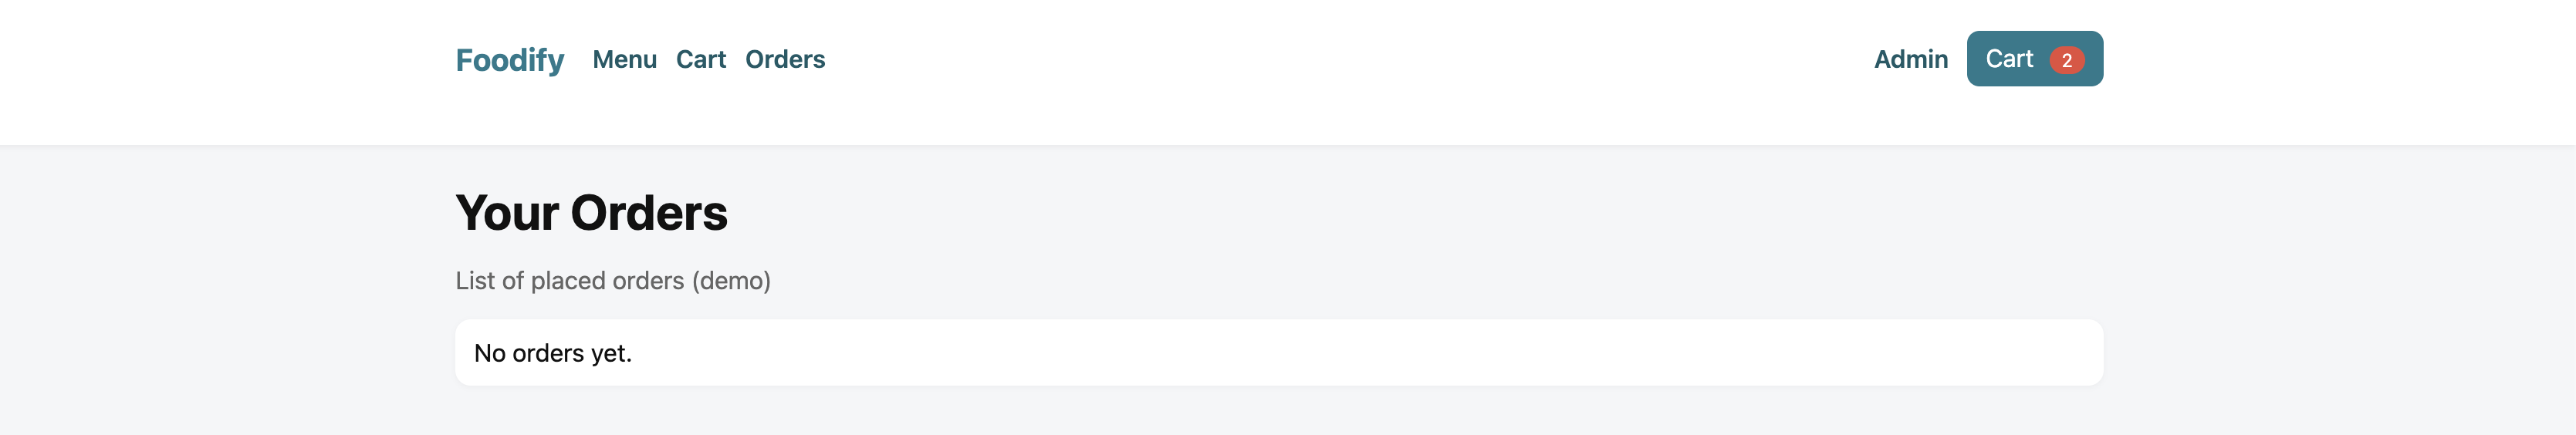 Foodify Menu Cart Orders Admin Cart 2
Your Orders
List of placed orders (demo)
No orders yet.